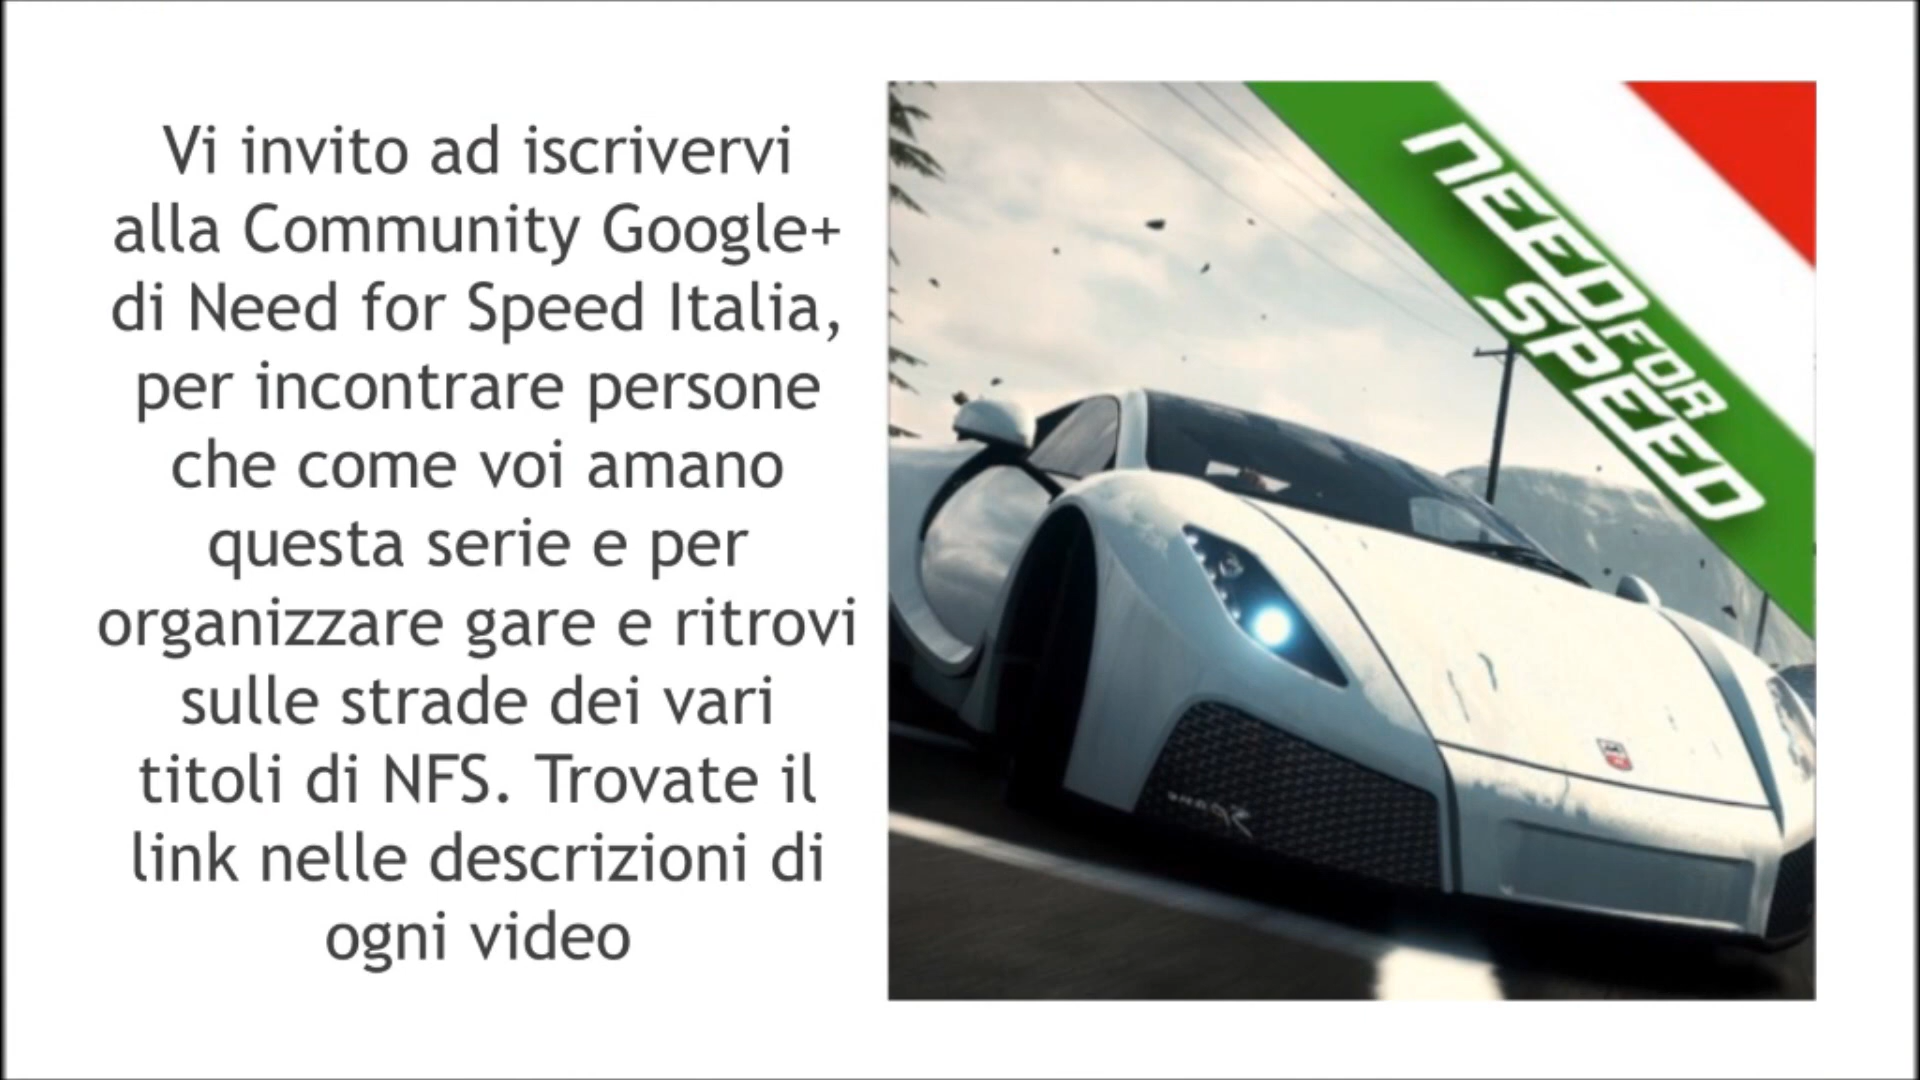 Vi invito ad iscrivervi
alla Community Google+
di Need for Speed Italia,
per incontrare persone
che come voi amano
questa serie e per
organizzare gare e ritrovi
sulle strade dei vari
titoli di NFS. Trovate il
link nelle descrizioni di
ogni video
NEED
FOR
SPEED